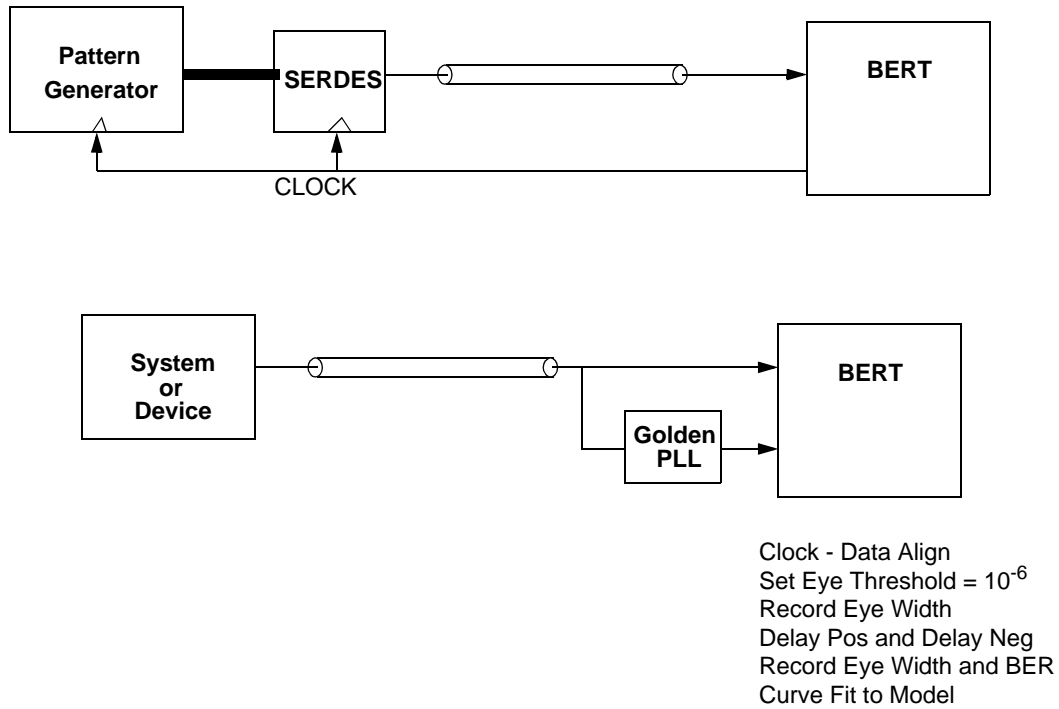 Pattern
Generator
SERDES
BERT
CLOCK
System
or
Device
BERT
Golden
PLL
Clock - Data Align
Set Eye Threshold = 10^-6
Record Eye Width
Delay Pos and Delay Neg
Record Eye Width and BER
Curve Fit to Model